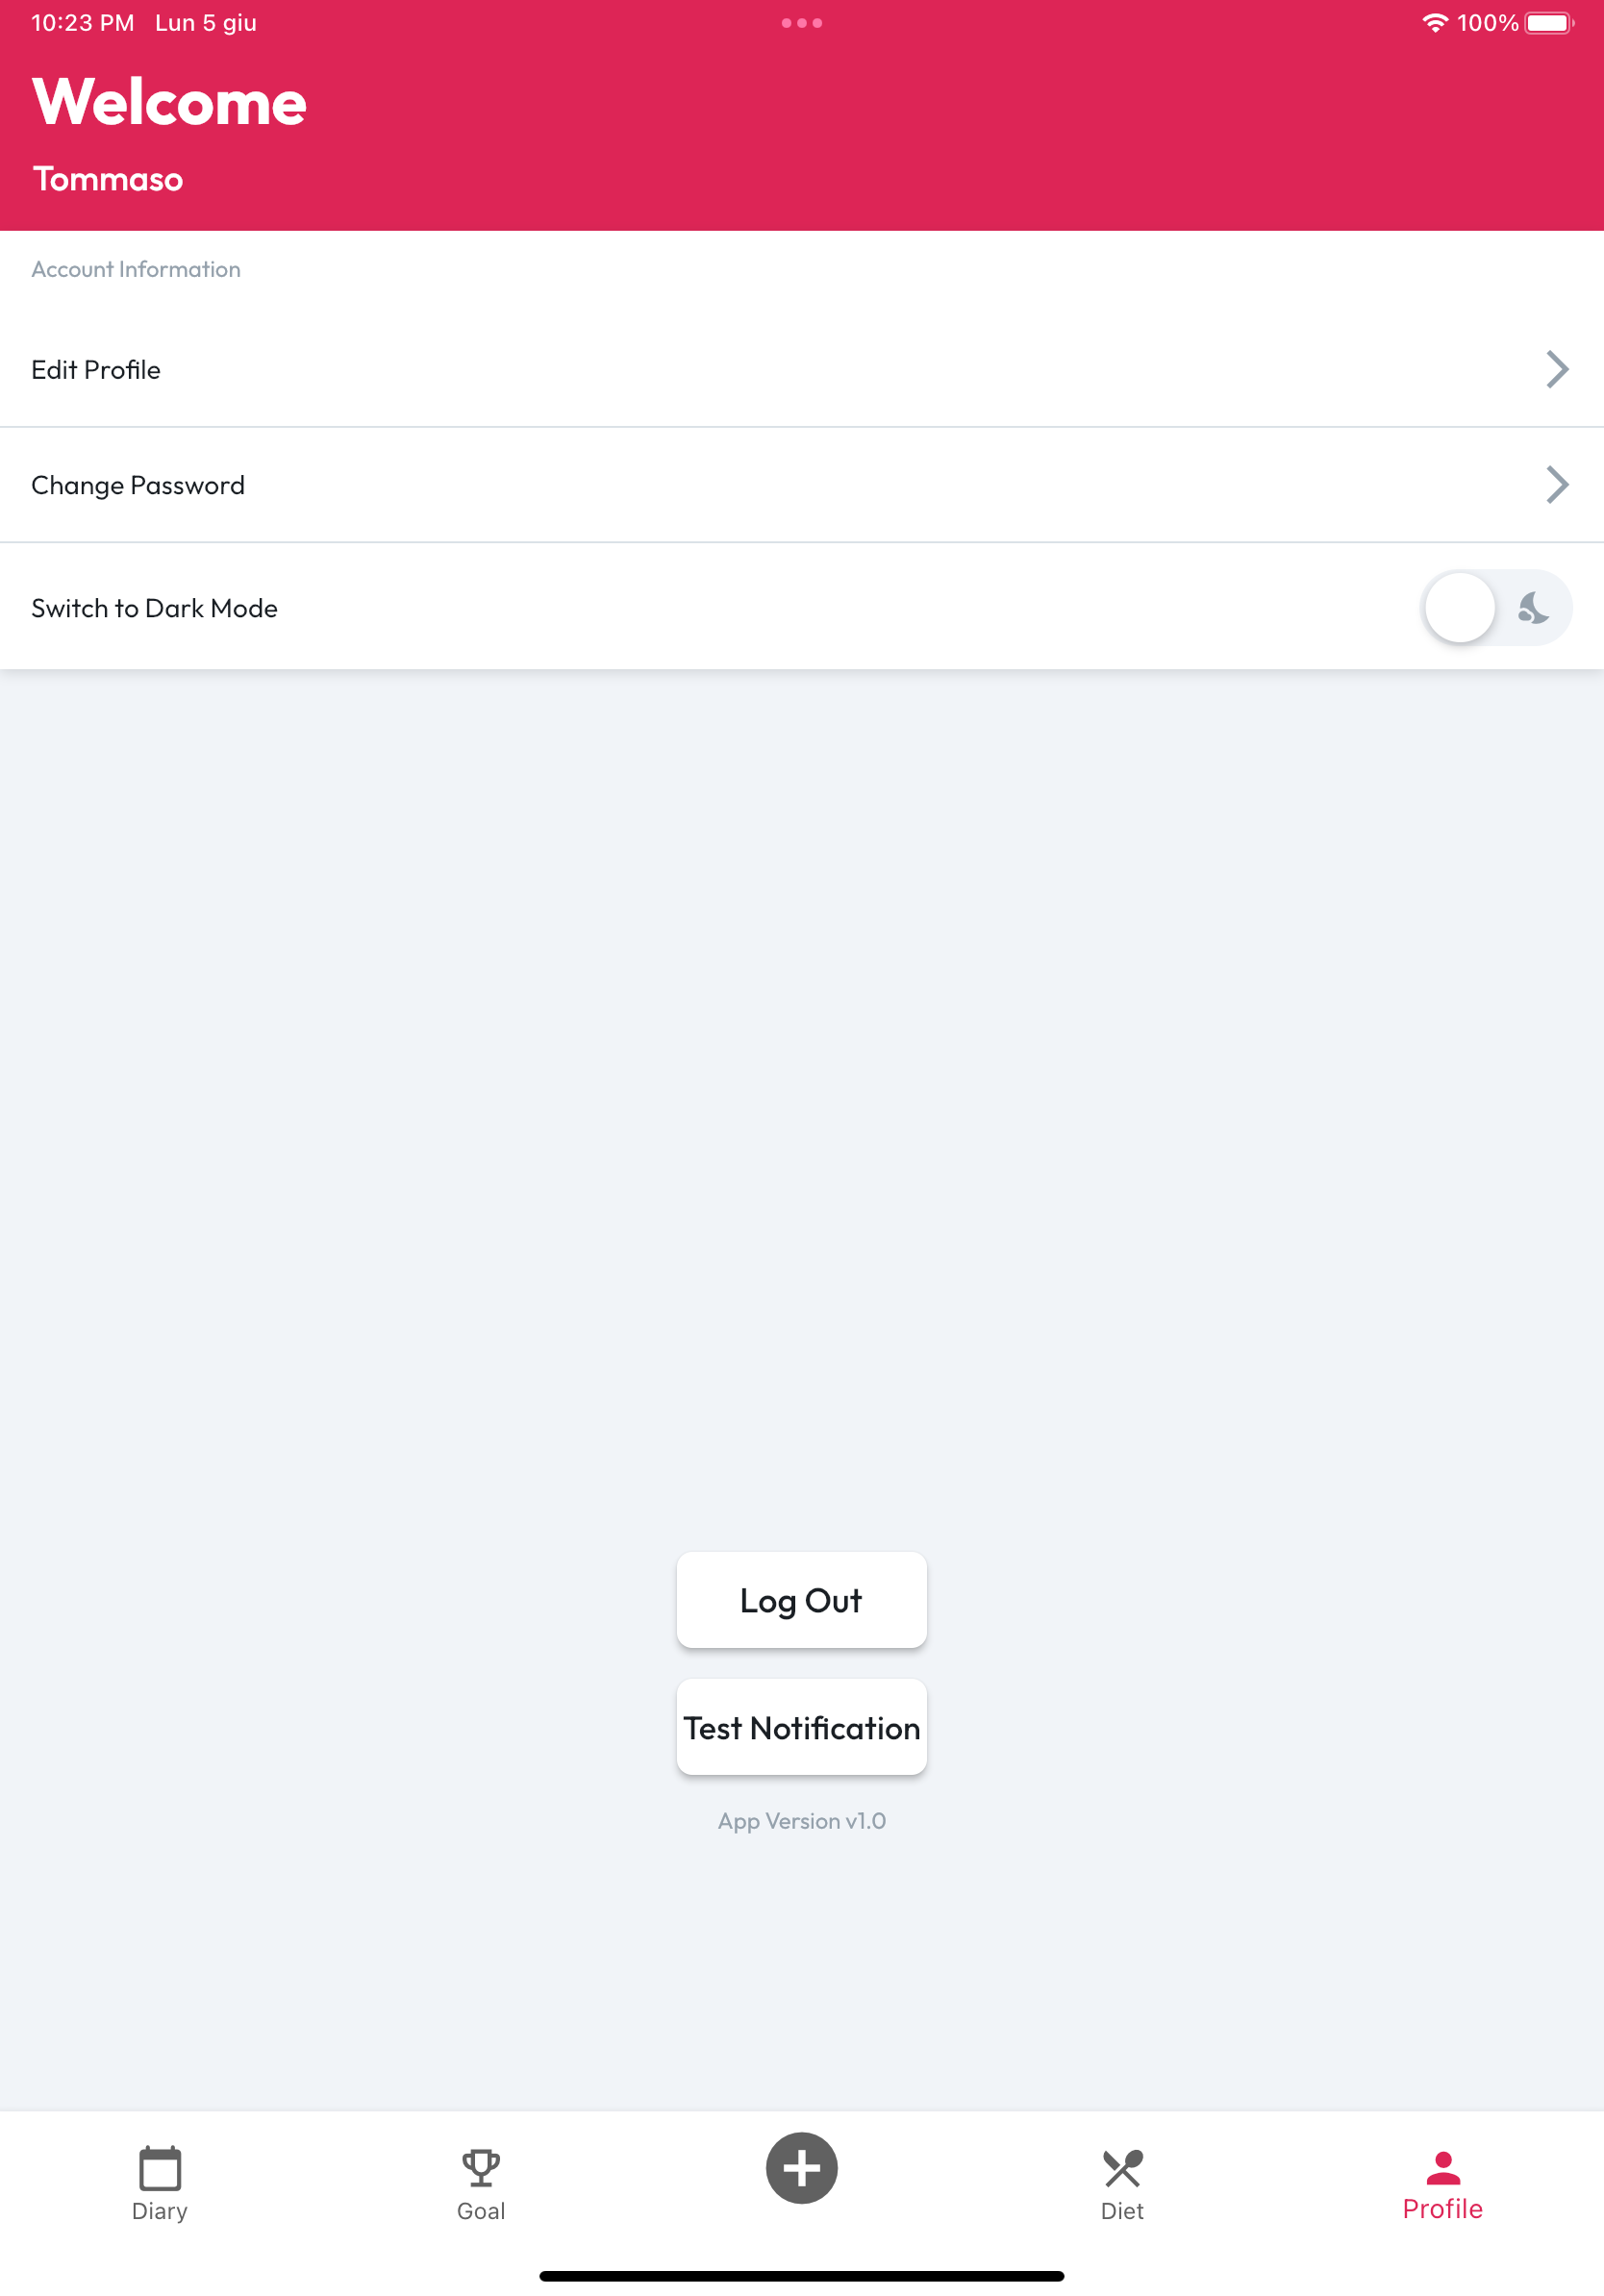 10:23 PM Lun 5 giu 100%
Welcome
Tommaso
Account Information
Edit Profile
Change Password
Switch to Dark Mode
Log Out
Test Notification
App Version v1.0
Diary Goal Diet Profile